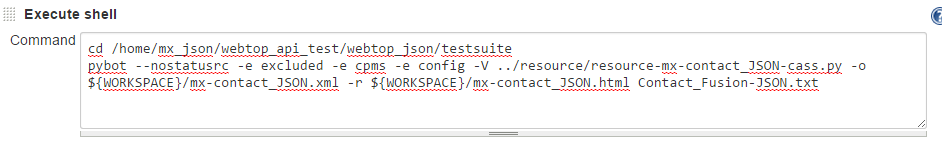 Execute shell
Command
cd /home/mx_json/webtop_api_test/webtop_json/testsuite
pybot --nostatusrc -e excluded -e cpms -e config -V ../resource/resource-mx-contact_JSON-cass.py -o
${WORKSPACE}/mx-contact_JSON.xml -r ${WORKSPACE}/mx-contact_JSON.html Contact_Fusion-JSON.txt